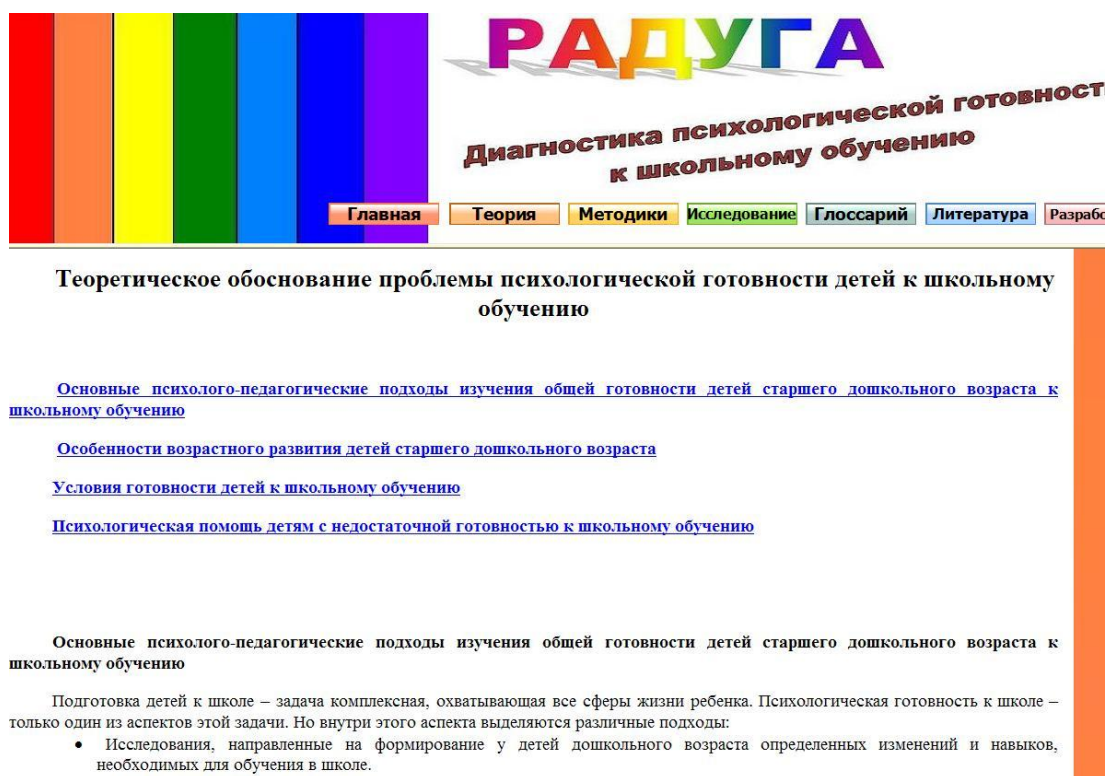 РАДУГА
Диагностика психологической готовност
к школьному обучению
Главная Теория Методики Исследование Глоссарий Литература Разрабо
Теоретическое обоснование проблемы психологической готовности детей к школьному
обучению
Основные психолого-педагогические подходы изучения общей готовности детей старшего дошкольного возраста к
школьному обучению
Особенности возрастного развития детей старшего дошкольного возраста
Условия готовности детей к школьному обучению
Психологическая помощь детям с недостаточной готовностью к школьному обучению
Основные психолого-педагогические подходы изучения общей готовности детей старшего дошкольного возраста к
школьному обучению
Подготовка детей к школе – задача комплексная, охватывающая все сферы жизни ребенка. Психологическая готовность к школе –
только один из аспектов этой задачи. Но внутри этого аспекта выделяются различные подходы:
• Исследования, направленные на формирование у детей дошкольного возраста определенных изменений и навыков,
необходимых для обучения в школе.